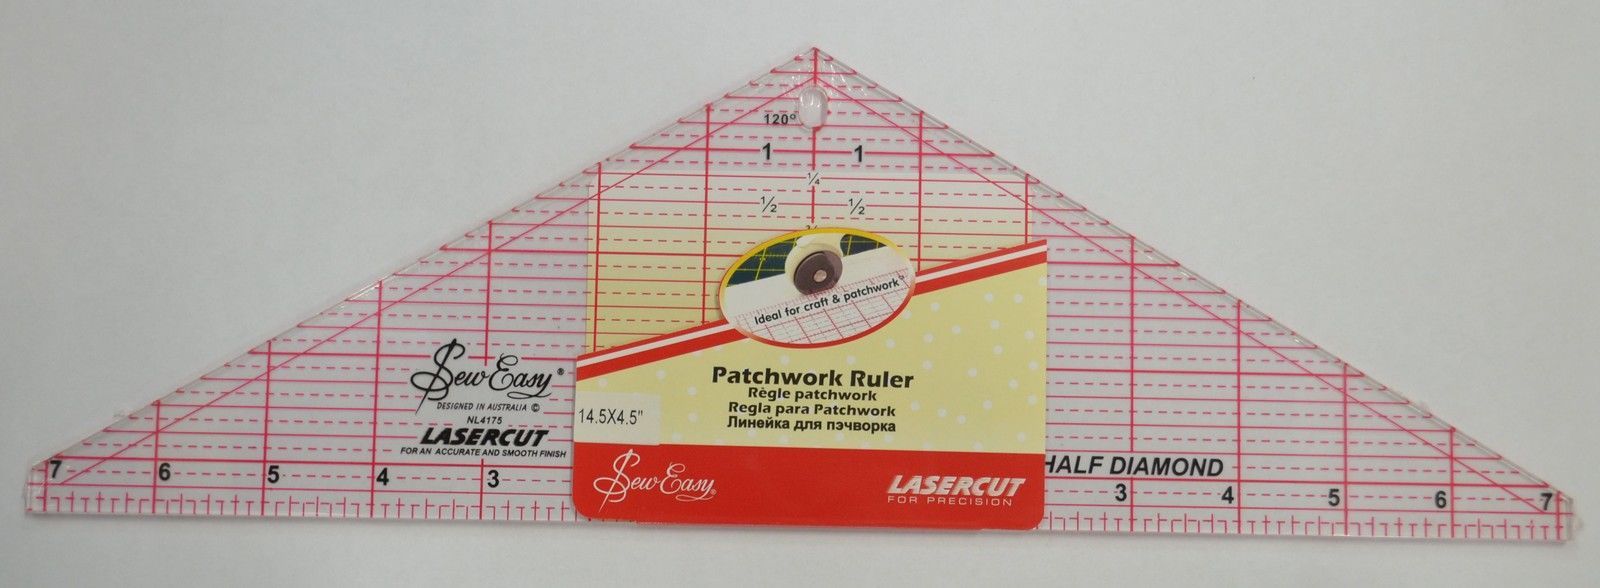 120°
1 1
¼
½ ½
¾
Ideal for craft & patchwork
Patchwork Ruler
Règle patchwork
Regla para Patchwork
Линейка для пэчворка
14.5X4.5"
Sew Easy®
DESIGNED IN AUSTRALIA ©
NL4175
LASERCUT
FOR AN ACCURATE AND SMOOTH FINISH
HALF DIAMOND
7 6 5 4 3
3 4 5 6 7
Sew Easy®
LASERCUT
FOR PRECISION